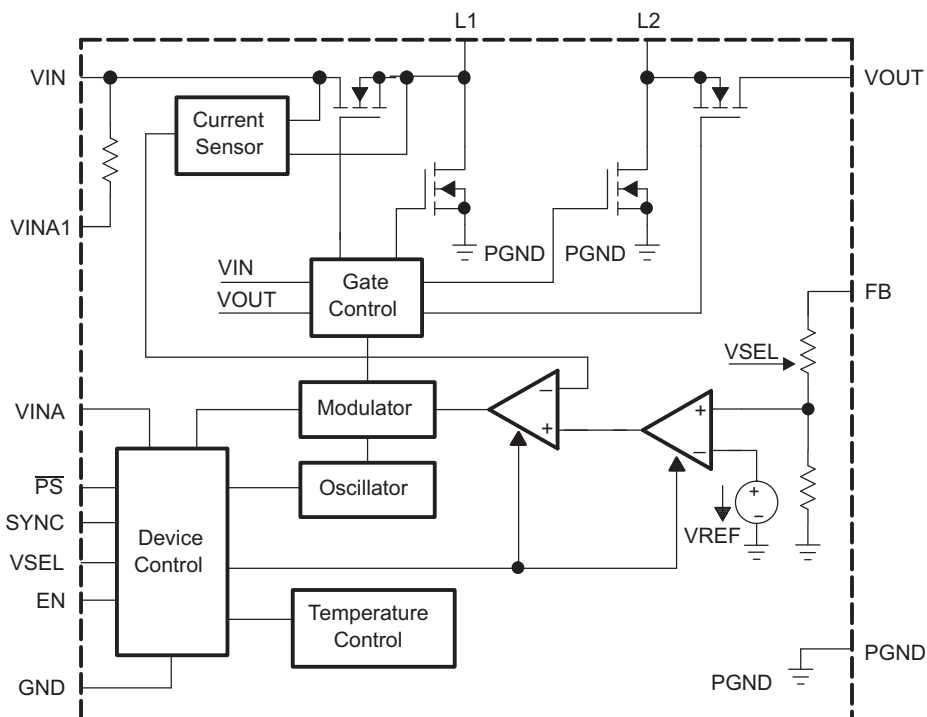 L1
L2
VIN
VOUT
Current
Sensor
VINA1
PGND
PGND
VIN
VOUT
Gate
Control
FB
VSEL
VINA
Modulator
−
+
+
−
PS
Oscillator
SYNC
Device
Control
VREF
+
−
VSEL
EN
Temperature
Control
GND
PGND
PGND